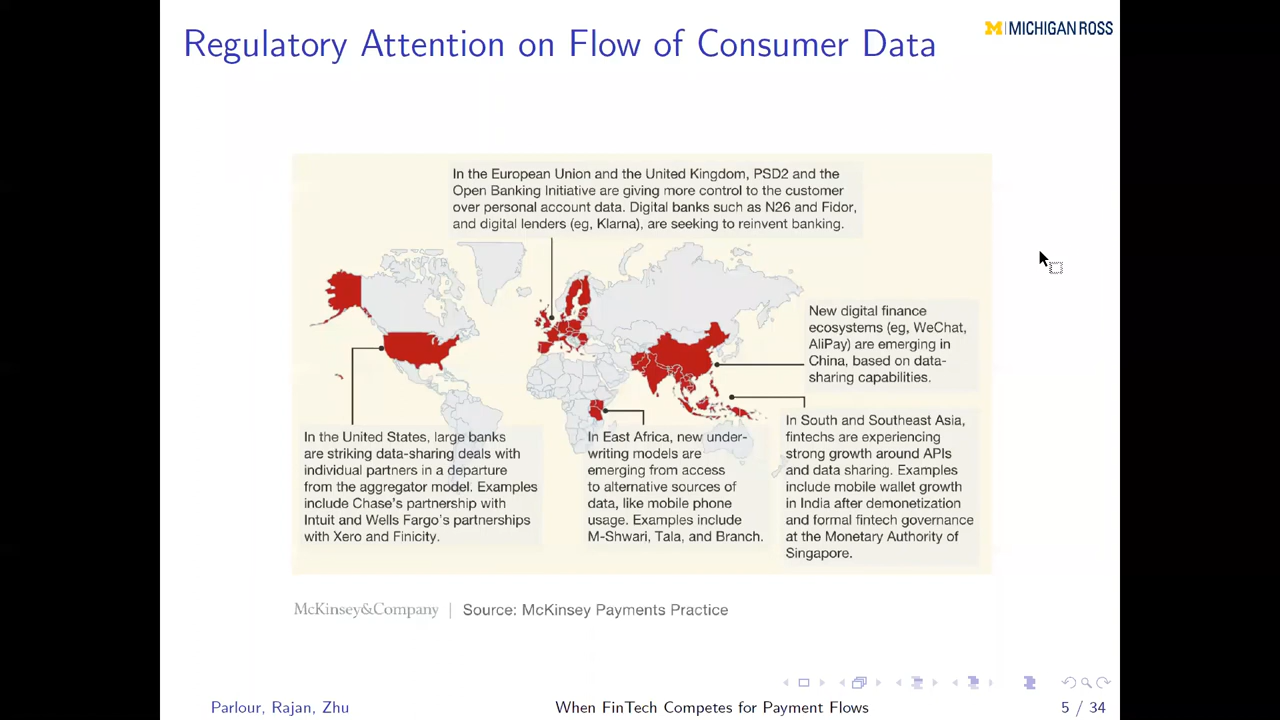 Regulatory Attention on Flow of Consumer Data
M MICHIGAN ROSS
In the European Union and the United Kingdom, PSD2 and the
Open Banking Initiative are giving more control to the customer
over personal account data. Digital banks such as N26 and Fidor,
and digital lenders (eg, Klarna), are seeking to reinvent banking.
New digital finance
ecosystems (eg, WeChat,
AliPay) are emerging in
China, based on data-
sharing capabilities.
In the United States, large banks
are striking data-sharing deals with
individual partners in a departure
from the aggregator model. Examples
include Chase's partnership with
Intuit and Wells Fargo's partnerships
with Xero and Finicity.
In East Africa, new under-
writing models are
emerging from access
to alternative sources of
data, like mobile phone
usage. Examples include
M-Shwari, Tala, and Branch.
In South and Southeast Asia,
fintechs are experiencing
strong growth around APIs
and data sharing. Examples
include mobile wallet growth
in India after demonetization
and formal fintech governance
at the Monetary Authority of
Singapore.
McKinsey&Company | Source: McKinsey Payments Practice
Parlour, Rajan, Zhu
When FinTech Competes for Payment Flows
5 / 34